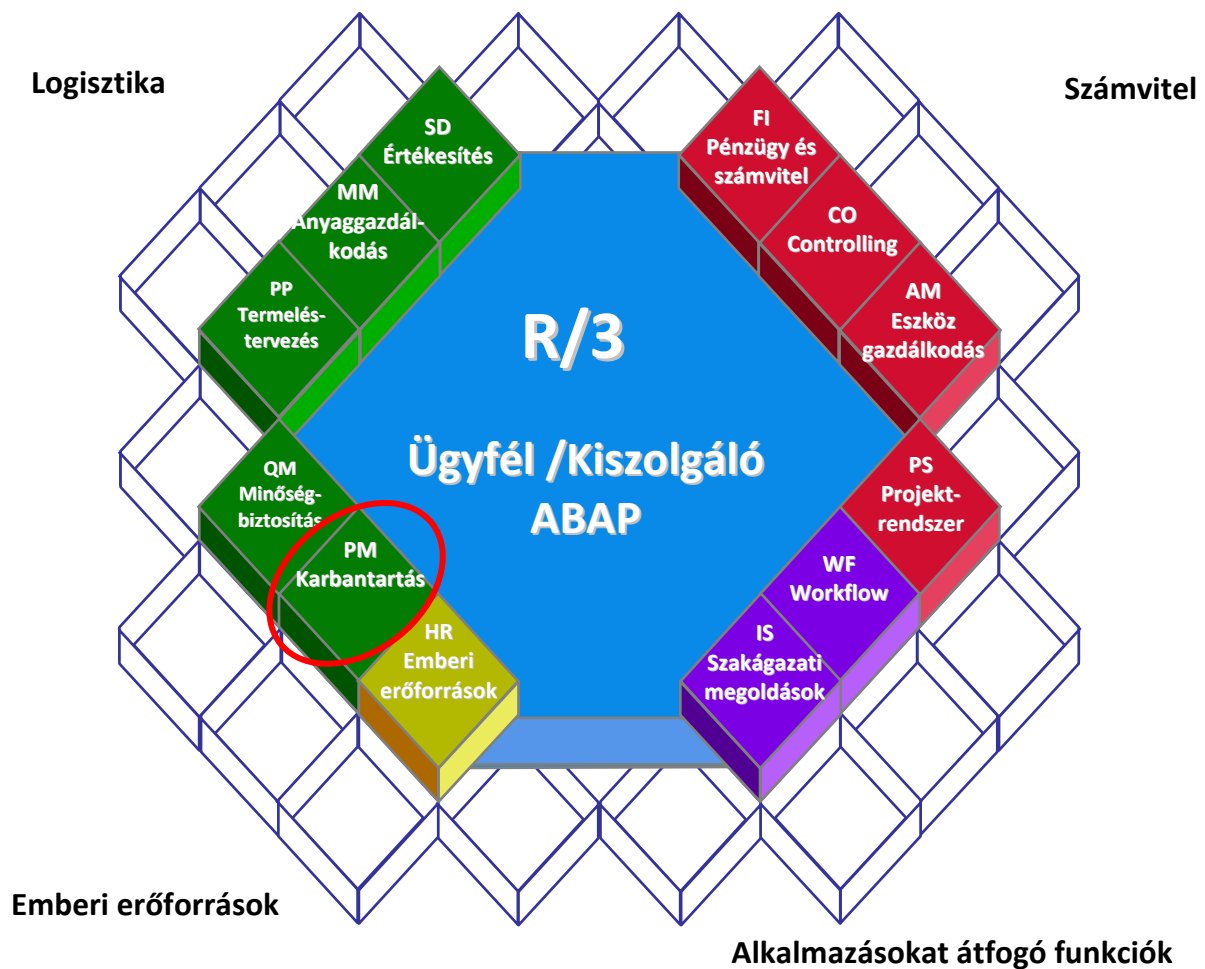 Logisztika
Számvitel
SD
Értékesítés
MM
Anyaggazdál-
kodás
PP
Termelés-
tervezés
QM
Minőség-
biztosítás
PM
Karbantartás
HR
Emberi
erőforrások
R/3
Ügyfél /Kiszolgáló
ABAP
FI
Pénzügy és
számvitel
CO
Controlling
AM
Eszköz
gazdálkodás
PS
Projekt-
rendszer
WF
Workflow
IS
Szakágazati
megoldások
Emberi erőforrások
Alkalmazásokat átfogó funkciók